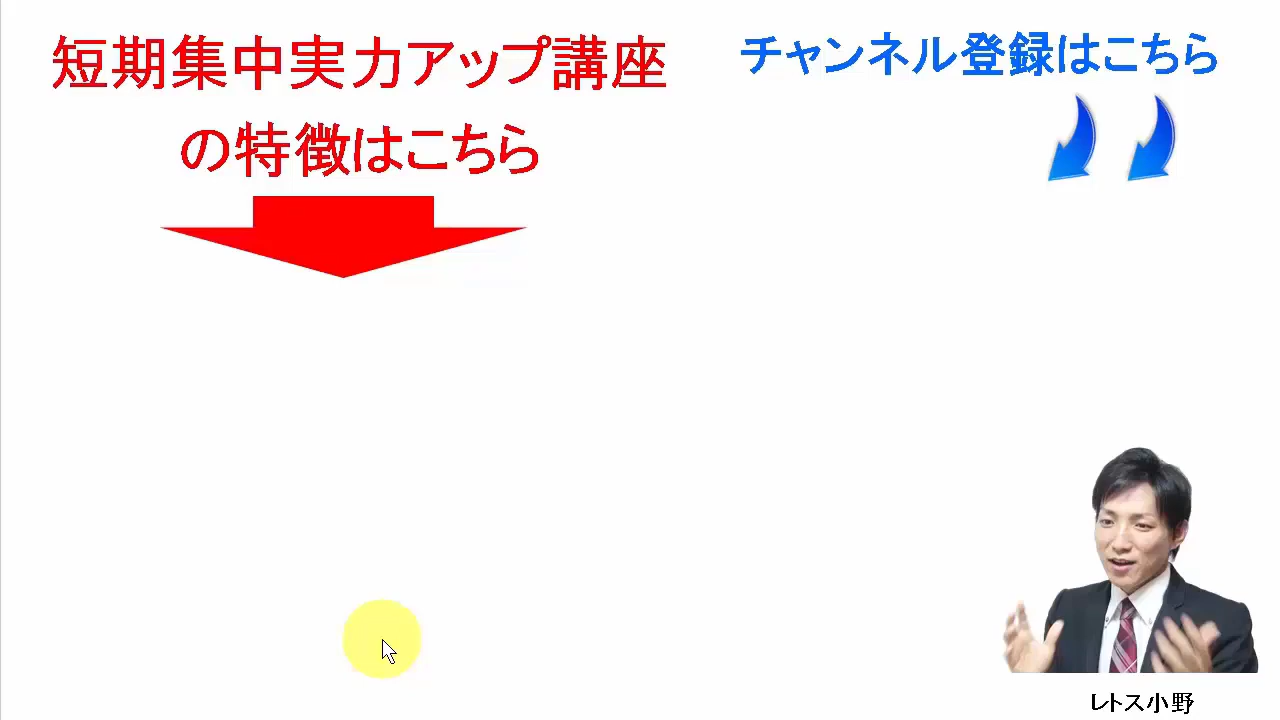 短期集中実力アップ講座
の特徴はこちら
チャンネル登録はこちら
レトス小野